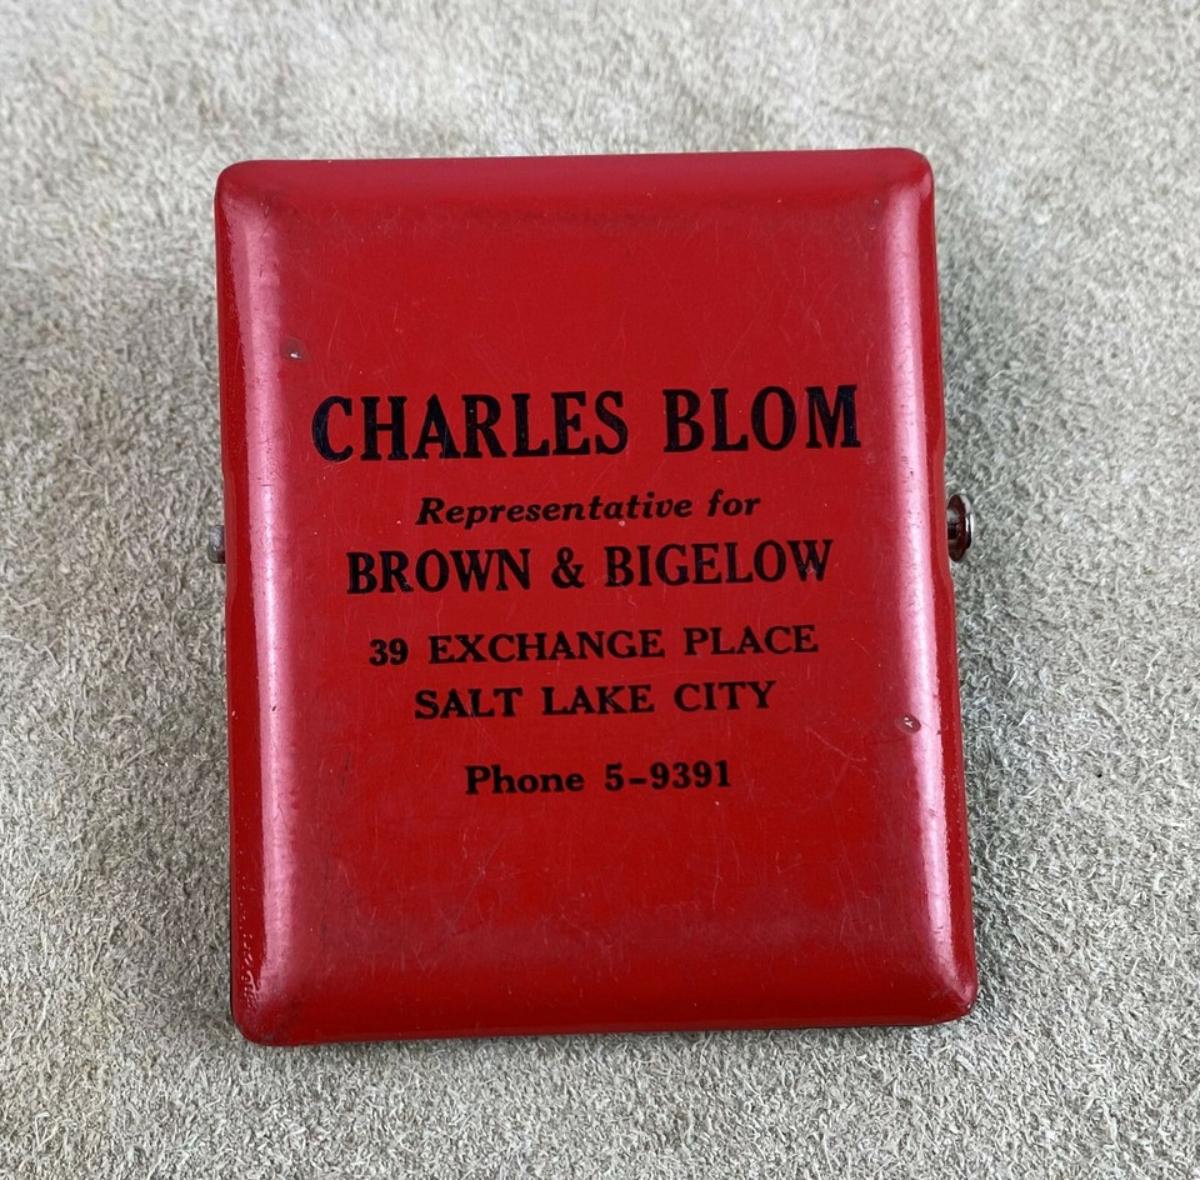 CHARLES BLOM
Representative for
BROWN & BIGELOW
39 EXCHANGE PLACE
SALT LAKE CITY
Phone 5-9391